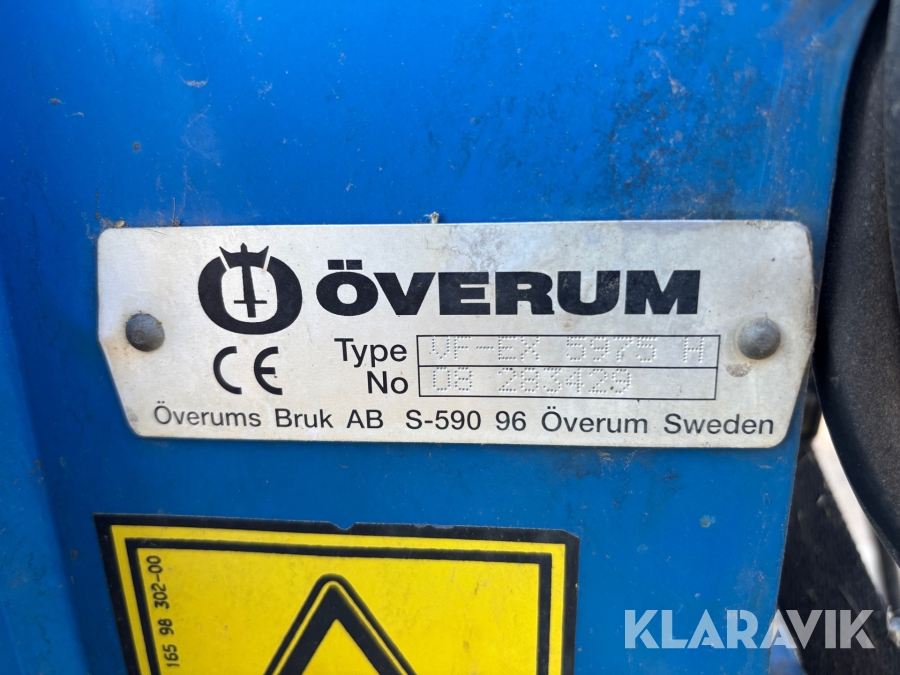 ÖVERUM
Type VF-EX 5975 H
No 08 283429
Överums Bruk AB S-590 96 Överum Sweden
165 98 302-00
KLARAVIK